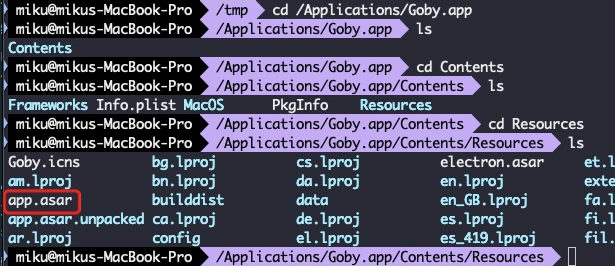 miku@mikus-MacBook-Pro /tmp cd /Applications/Goby.app
miku@mikus-MacBook-Pro /Applications/Goby.app ls
Contents
miku@mikus-MacBook-Pro /Applications/Goby.app cd Contents
miku@mikus-MacBook-Pro /Applications/Goby.app/Contents ls
Frameworks Info.plist MacOS PkgInfo Resources
miku@mikus-MacBook-Pro /Applications/Goby.app/Contents cd Resources
miku@mikus-MacBook-Pro /Applications/Goby.app/Contents/Resources ls
Goby.icns bg.lproj cs.lproj electron.asar et.l
am.lproj bn.lproj da.lproj en.lproj exte
app.asar builddist data en_GB.lproj fa.l
app.asar.unpacked ca.lproj de.lproj es.lproj fi.l
ar.lproj config el.lproj es_419.lproj fil.
miku@mikus-MacBook-Pro /Applications/Goby.app/Contents/Resources